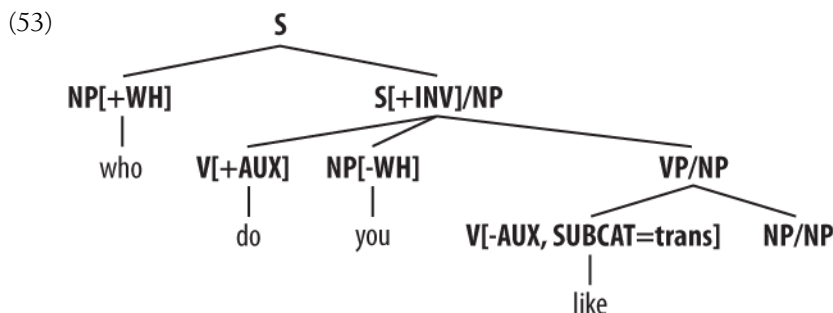 (53) S
NP[+WH] S[+INV]/NP
who V[+AUX] NP[-WH] VP/NP
do you V[-AUX, SUBCAT=trans] NP/NP
like